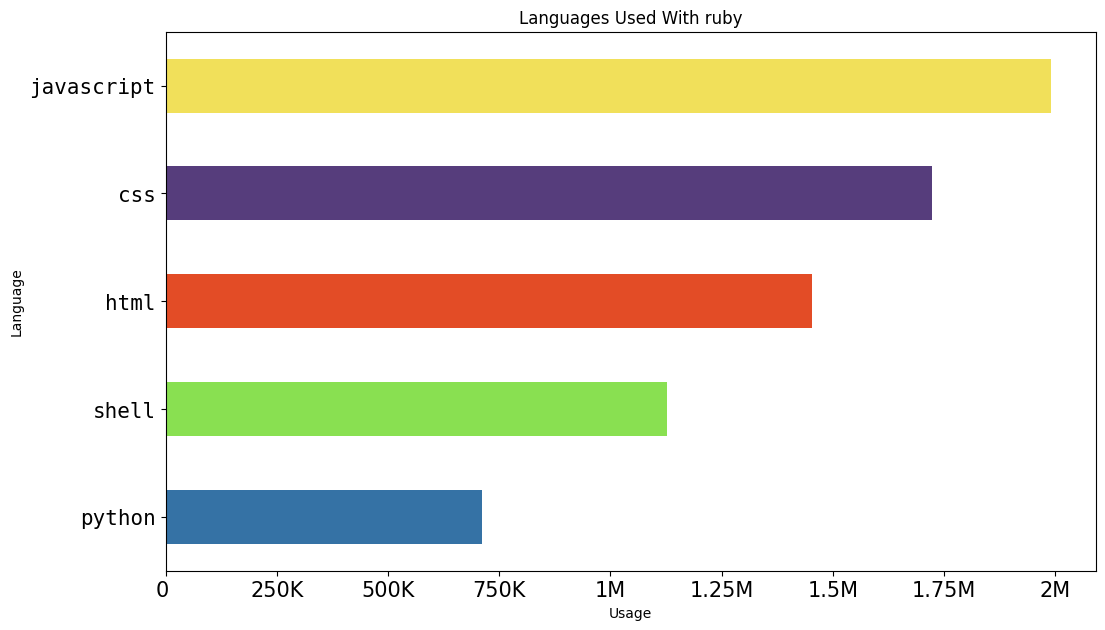 Languages Used With ruby
javascript
css
html
shell
python
Language
0 250K 500K 750K 1M 1.25M 1.5M 1.75M 2M
Usage